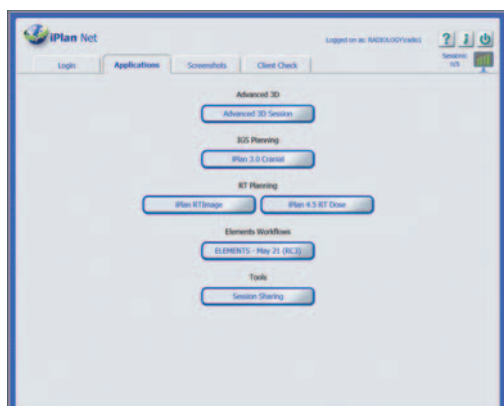 iPlan Net
Logged on as: RADIOLOGY\rado1
Sessions:
n/5
Login Applications Screenshots Client Check
Advanced 3D
Advanced 3D Session
IGS Planning
iPlan 3.0 Cranial
RT Planning
iPlan RTImage iPlan 4.5 RT Dose
Elements Workflows
ELEMENTS - May 21 (RC3)
Tools
Session Sharing